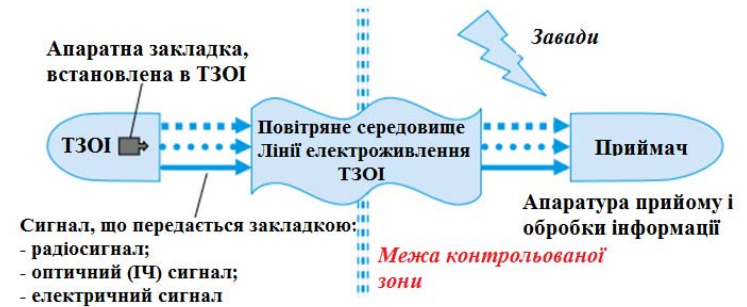 Апаратна закладка,
встановлена в ТЗОІ
Завади
ТЗОІ
Повітряне середовище
Лінії електроживлення
ТЗОІ
Приймач
Апаратура прийому і
обробки інформації
Сигнал, що передається закладкою:
- радіосигнал;
- оптичний (ІЧ) сигнал;
- електричний сигнал
Межа контрольованої
зони